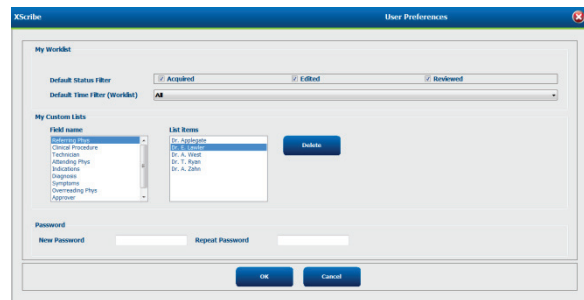 XScribe User Preferences
My Worklist
Default Status Filter Acquired Edited Reviewed
Default Time Filter (Worklist) All
My Custom Lists
Field name List items
Referring Phys
Clinical Procedure
Technician
Attending Phys
Indications
Diagnosis
Symptoms
Overreading Phys
Approver
Dr. Applegate
Dr. E. Lawler
Dr. A. West
Dr. T. Ryan
Dr. A. Zehn
Delete
Password
New Password Repeat Password
OK Cancel